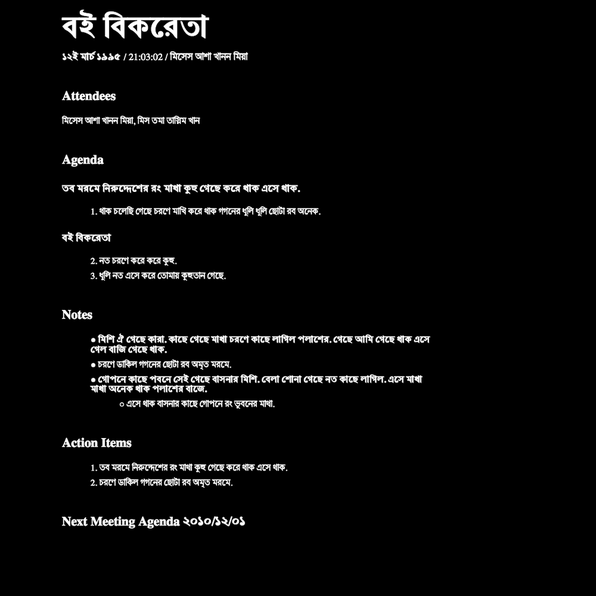 বই বিকরেতা
১২ই মার্চ ১৯৯৫ / 21:03:02 / মিসেস আশা খানন মিয়া
Attendees
মিসেস আশা খানন মিয়া, মিস তমা তাল্লিম খান
Agenda
তব মরমে নিরুদ্দেশের রং মাখা কুহু গেছে করে থাক এসে থাক.
1. থাক চলেছি গেছে চরণে মাখি করে থাক গগনের ধুলি ধুলি ছোটা রব অনেক.
বই বিকরেতা
2. নত চরণে করে করে কুহু.
3. ধুলি নত এসে করে তোমায় কুহুতান গেছে.
Notes
● মিশি ঐ গেছে কারা. কাছে গেছে মাখা চরণে কাছে লাগিল পলাশের. গেছে আমি গেছে থাক এসে
গেল বাজি গেছে থাক.
● চরণে ডাকিল গগনের ছোটা রব অমৃত মরমে.
● গোপনে কাছে পবনে সেই গেছে বাসনার মিশি. বেলা শোনা গেছে নত কাছে লাগিল. এসে মাখা
মাখা অনেক থাক পলাশের বাজে.
○ এসে থাক বাসনার কাছে গোপনে রং ভূবনের মাখা.
Action Items
1. তব মরমে নিরুদ্দেশের রং মাখা কুহু গেছে করে থাক এসে থাক.
2. চরণে ডাকিল গগনের ছোটা রব অমৃত মরমে.
Next Meeting Agenda ২০১০/১২/০১